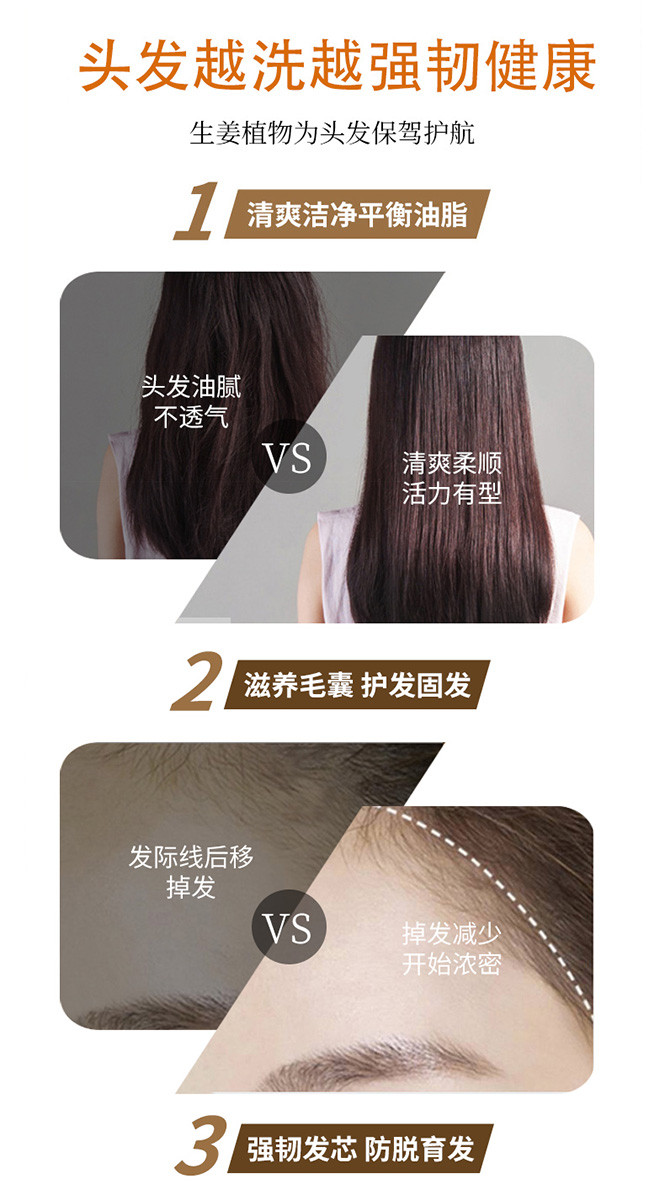 头发越洗越强韧健康
生姜植物为头发保驾护航
1 清爽洁净平衡油脂
头发油腻
不透气
VS
清爽柔顺
活力有型
2 滋养毛囊 护发固发
发际线后移
掉发
VS
掉发减少
开始浓密
3 强韧发芯 防脱育发